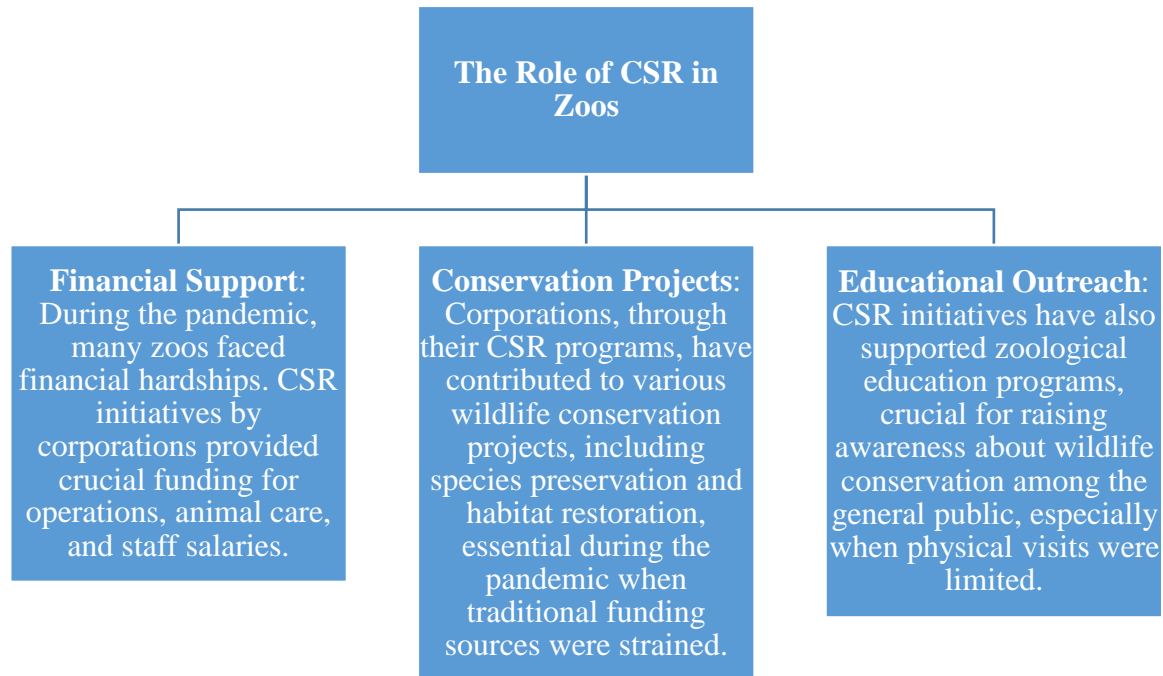 The Role of CSR in
Zoos
Financial Support:
During the pandemic,
many zoos faced
financial hardships. CSR
initiatives by
corporations provided
crucial funding for
operations, animal care,
and staff salaries.
Conservation Projects:
Corporations, through
their CSR programs, have
contributed to various
wildlife conservation
projects, including
species preservation and
habitat restoration,
essential during the
pandemic when
traditional funding
sources were strained.
Educational Outreach:
CSR initiatives have also
supported zoological
education programs,
crucial for raising
awareness about wildlife
conservation among the
general public, especially
when physical visits were
limited.